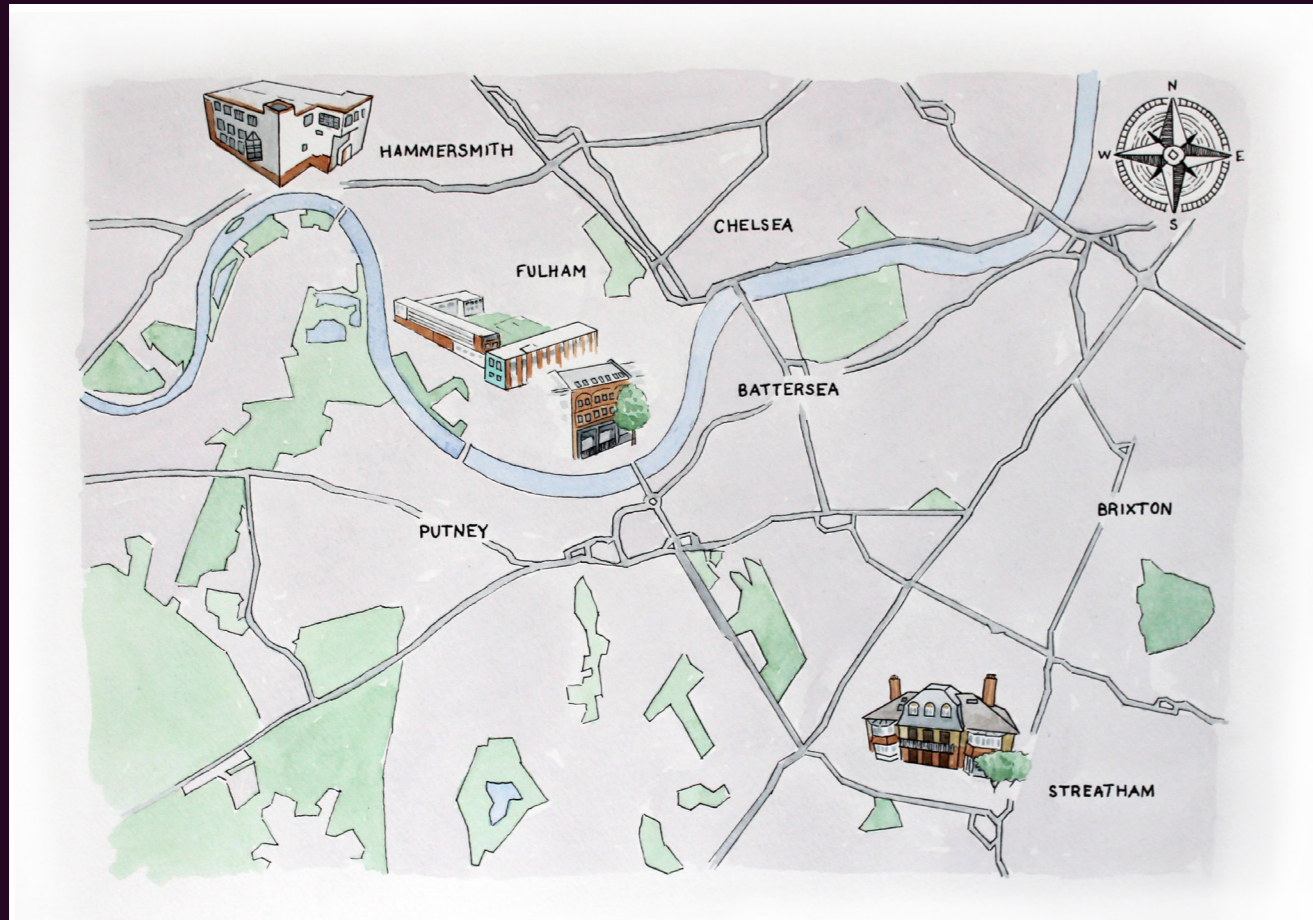 N
HAMMERSMITH
W
E
CHELSEA
S
FULHAM
BATTERSEA
BRIXTON
PUTNEY
STREATHAM